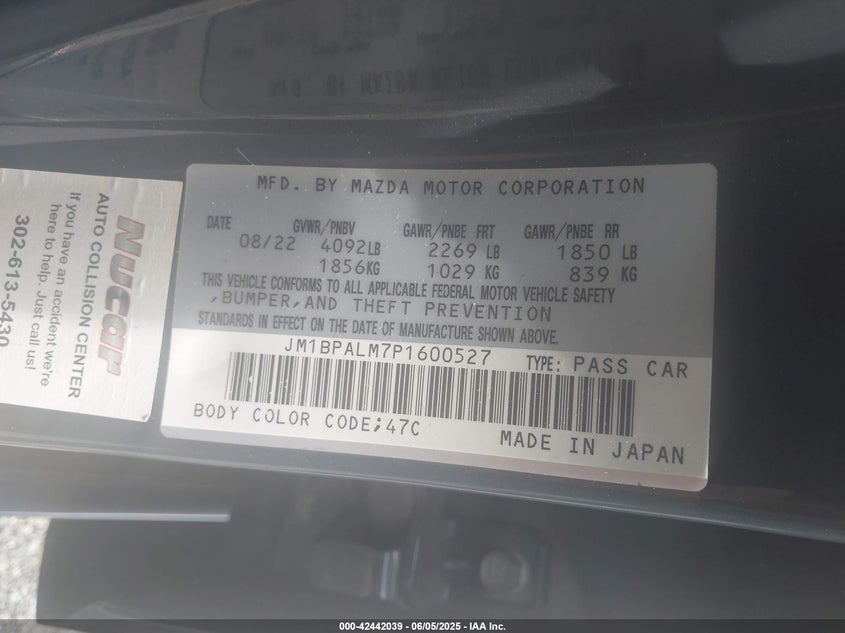 MFD. BY MAZDA MOTOR CORPORATION
DATE GVWR/PNBV GAWR/PNBE FRT GAWR/PNBE RR
08/22 4092LB 2269 LB 1850 LB
1856KG 1029 KG 839 KG
THIS VEHICLE CONFORMS TO ALL APPLICABLE FEDERAL MOTOR VEHICLE SAFETY
,BUMPER,AND THEFT PREVENTION
STANDARDS IN EFFECT ON THE DATE OF MANUFACTURE SHOWN ABOVE.
JM1BPALM7P1600527 TYPE: PASS CAR
BODY COLOR CODE;47C
MADE IN JAPAN
Nucar
AUTO COLLISION CENTER
If you have an accident we're
here to help. Just call us!
302-613-5430
000-42442039 - 06/05/2025 - IAA Inc.